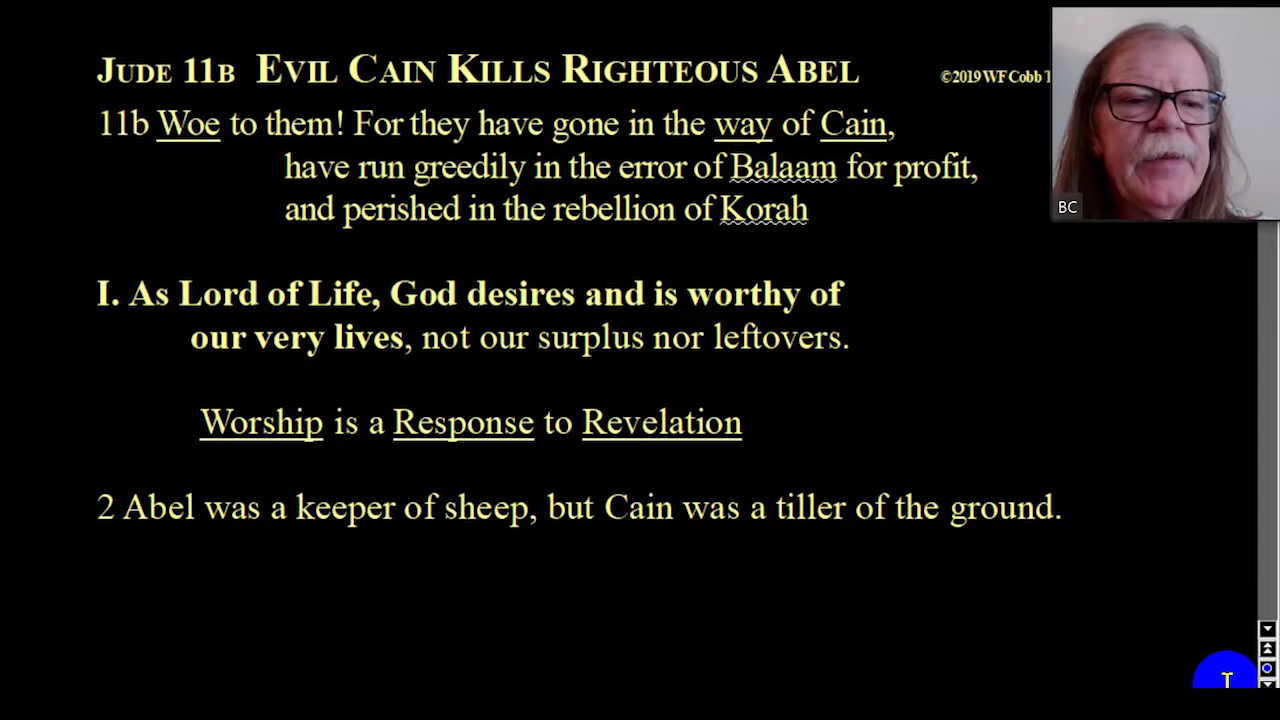 JUDE 11B EVIL CAIN KILLS RIGHTEOUS ABEL ©2019 WF Cobb
11b Woe to them! For they have gone in the way of Cain,
have run greedily in the error of Balaam for profit,
and perished in the rebellion of Korah
I. As Lord of Life, God desires and is worthy of
our very lives, not our surplus nor leftovers.
Worship is a Response to Revelation
2 Abel was a keeper of sheep, but Cain was a tiller of the ground.
BC